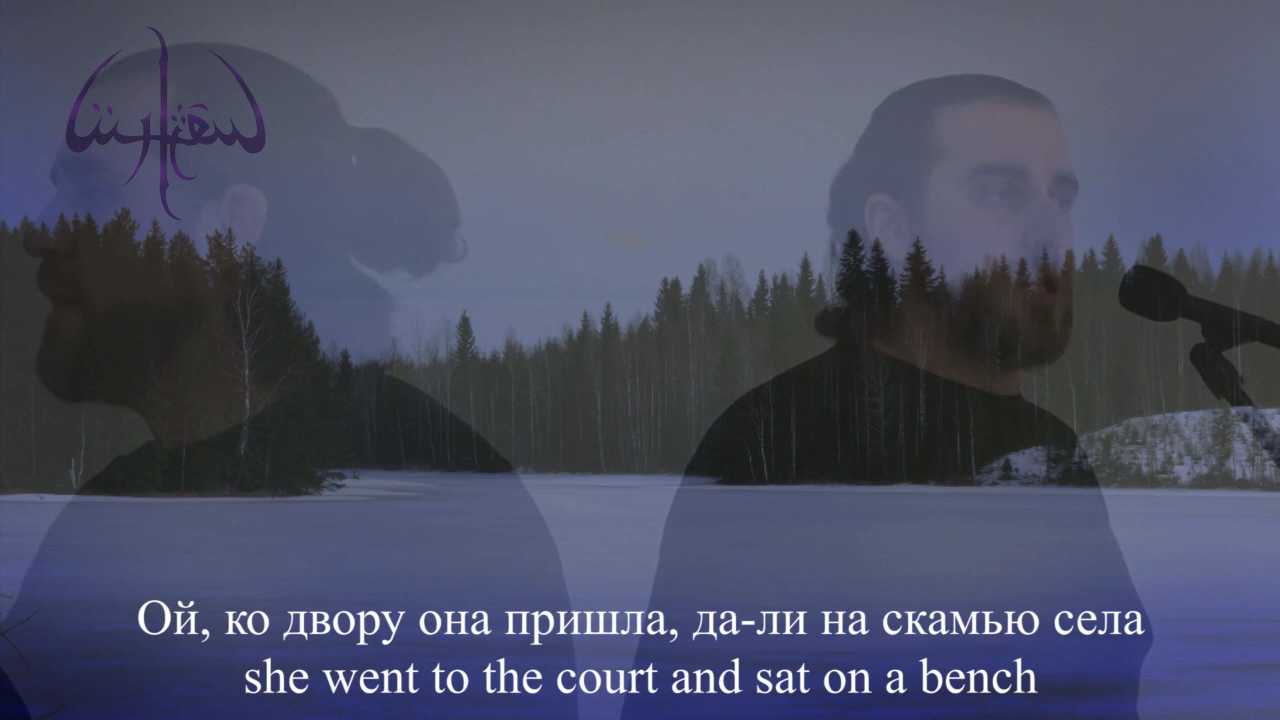 Ой, ко двору она пришла, да-ли на скамью села
she went to the court and sat on a bench